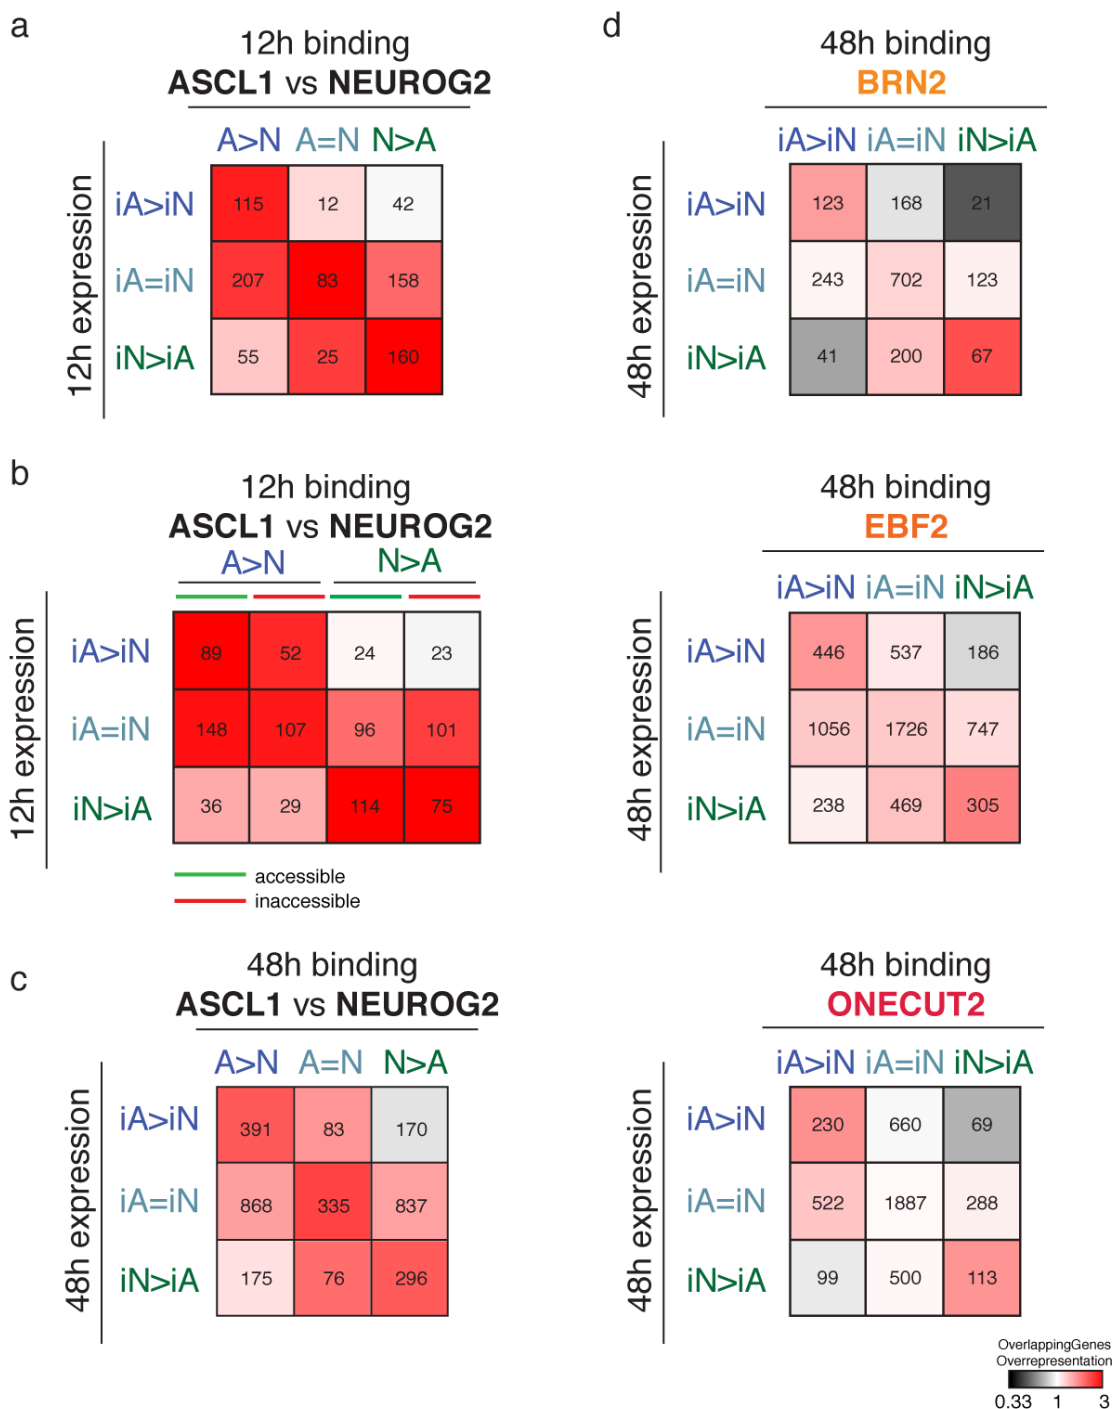 a
12h binding
ASCL1 vs NEUROG2
A>N A=N N>A
12h expression
iA>iN 115 12 42
iA=iN 207 83 158
iN>iA 55 25 160
b
12h binding
ASCL1 vs NEUROG2
A>N N>A
12h expression
iA>iN 89 52 24 23
iA=iN 148 107 96 101
iN>iA 36 29 114 75
accessible
inaccessible
c
48h binding
ASCL1 vs NEUROG2
A>N A=N N>A
48h expression
iA>iN 391 83 170
iA=iN 868 335 837
iN>iA 175 76 296
d
48h binding
BRN2
iA>iN iA=iN iN>iA
48h expression
iA>iN 123 168 21
iA=iN 243 702 123
iN>iA 41 200 67
48h binding
EBF2
iA>iN iA=iN iN>iA
48h expression
iA>iN 446 537 186
iA=iN 1056 1726 747
iN>iA 238 469 305
48h binding
ONECUT2
iA>iN iA=iN iN>iA
48h expression
iA>iN 230 660 69
iA=iN 522 1887 288
iN>iA 99 500 113
OverlappingGenes
Overrepresentation
0.33 1 3